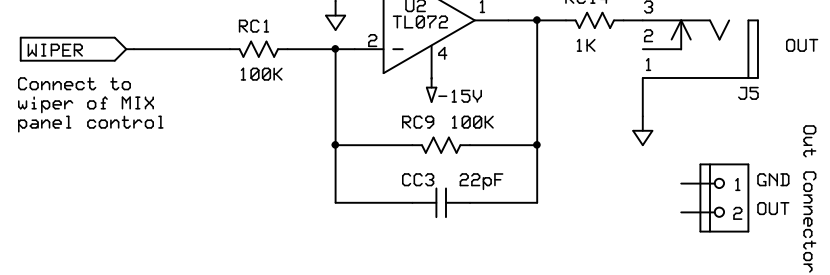 U2
TL072
1
2
-
4
-15V
RC1
100K
WIPER
Connect to
wiper of MIX
panel control
RC9 100K
CC3 22pF
1K
3
2
1
OUT
J5
1 GND
2 OUT
Out Connector